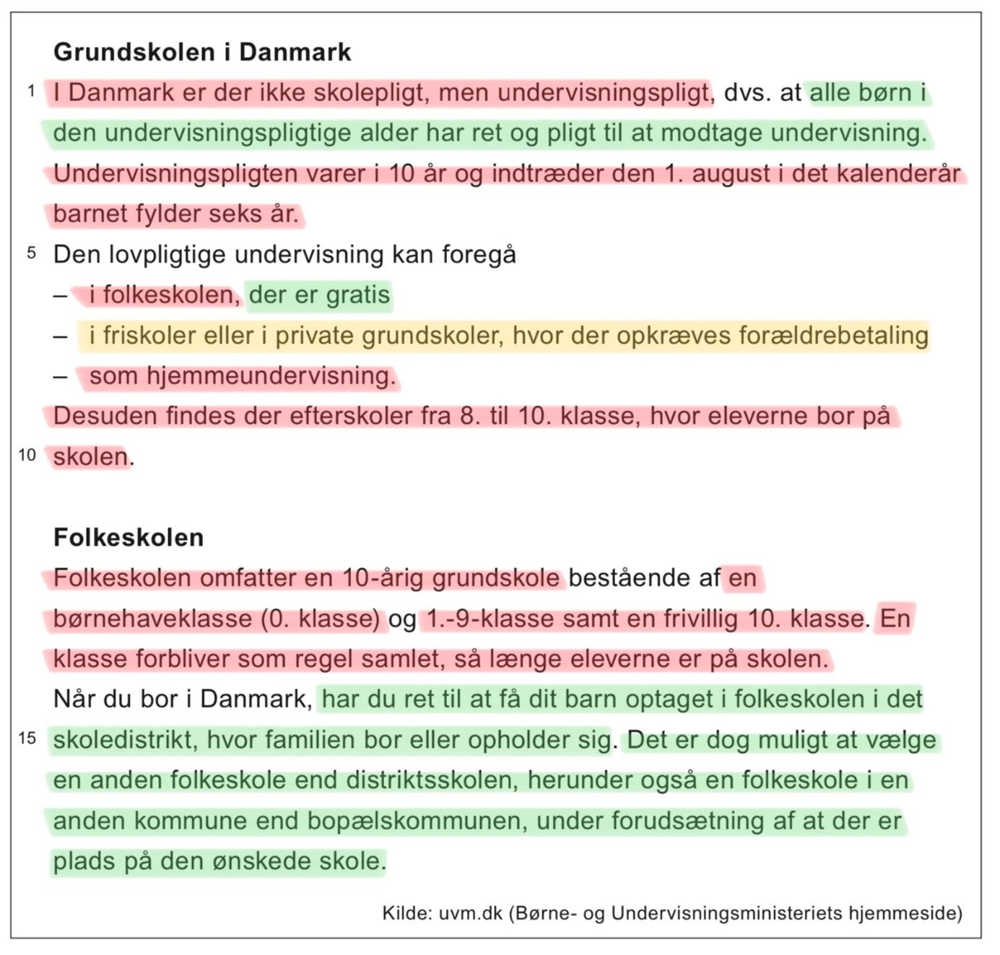 Grundskolen i Danmark
1 I Danmark er der ikke skolepligt, men undervisningspligt, dvs. at alle børn i
den undervisningspligtige alder har ret og pligt til at modtage undervisning.
Undervisningspligten varer i 10 år og indtræder den 1. august i det kalenderår
barnet fylder seks år.
5 Den lovpligtige undervisning kan foregå
– i folkeskolen, der er gratis
– i friskoler eller i private grundskoler, hvor der opkræves forældrebetaling
– som hjemmeundervisning.
Desuden findes der efterskoler fra 8. til 10. klasse, hvor eleverne bor på
10 skolen.
Folkeskolen
Folkeskolen omfatter en 10-årig grundskole bestående af en
børnehaveklasse (0. klasse) og 1.-9-klasse samt en frivillig 10. klasse. En
klasse forbliver som regel samlet, så længe eleverne er på skolen.
Når du bor i Danmark, har du ret til at få dit barn optaget i folkeskolen i det
15 skoledistrikt, hvor familien bor eller opholder sig. Det er dog muligt at vælge
en anden folkeskole end distriktsskolen, herunder også en folkeskole i en
anden kommune end bopælskommunen, under forudsætning af at der er
plads på den ønskede skole.
Kilde: uvm.dk (Børne- og Undervisningsministeriets hjemmeside)